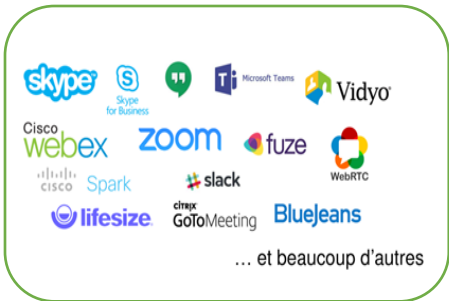 skype
Skype
for Business
Microsoft Teams
Vidyo
Cisco
webex
zoom
fuze
WebRTC
CISCO Spark
slack
lifesize
CITRIX
GoToMeeting
BlueJeans
… et beaucoup d'autres